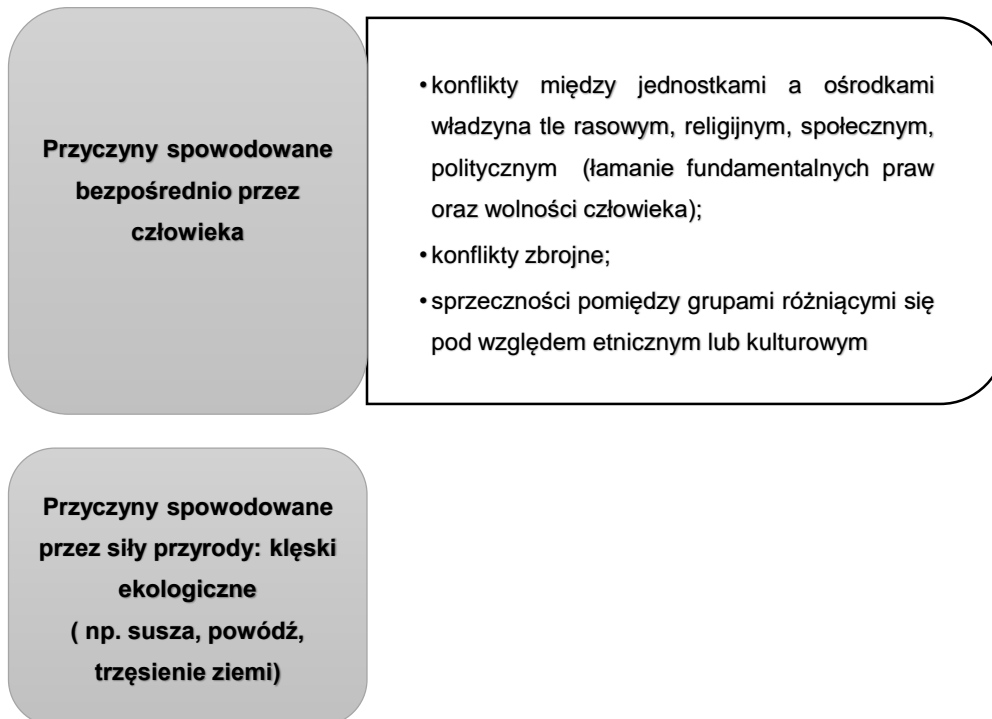 Przyczyny spowodowane
bezpośrednio przez
człowieka
• konflikty między jednostkami a ośrodkami
władzyna tle rasowym, religijnym, społecznym,
politycznym (łamanie fundamentalnych praw
oraz wolności człowieka);
• konflikty zbrojne;
• sprzeczności pomiędzy grupami różniącymi się
pod względem etnicznym lub kulturowym
Przyczyny spowodowane
przez siły przyrody: klęski
ekologiczne
( np. susza, powódź,
trzęsienie ziemi)